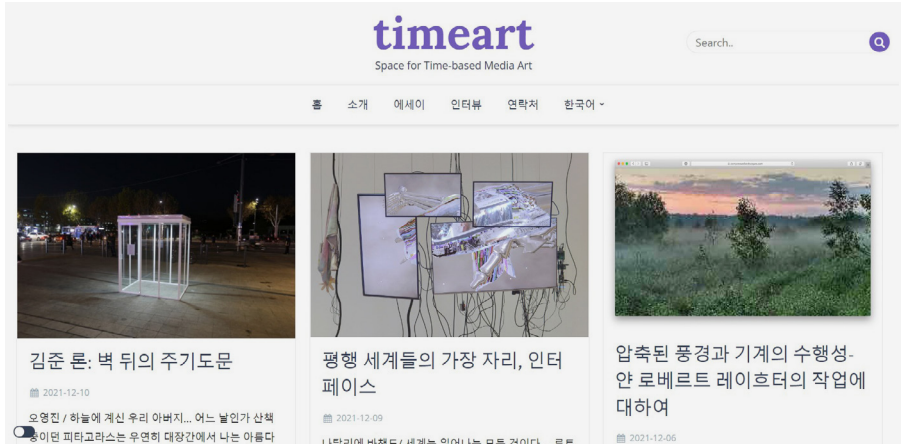 timeart
Space for Time-based Media Art
Search..
홈 소개 에세이 인터뷰 연락처 한국어
김준 론: 벽 뒤의 주기도문
2021-12-10
오영진 / 하늘에 계신 우리 아버지... 어느 날인가 산책
중이던 피타고라스는 우연히 대장간에서 나는 아름다
평행 세계들의 가장 자리, 인터
페이스
2021-12-09
압축된 풍경과 기계의 수행성-
얀 로베르트 레이흐터의 작업에
대하여
2021-12-06